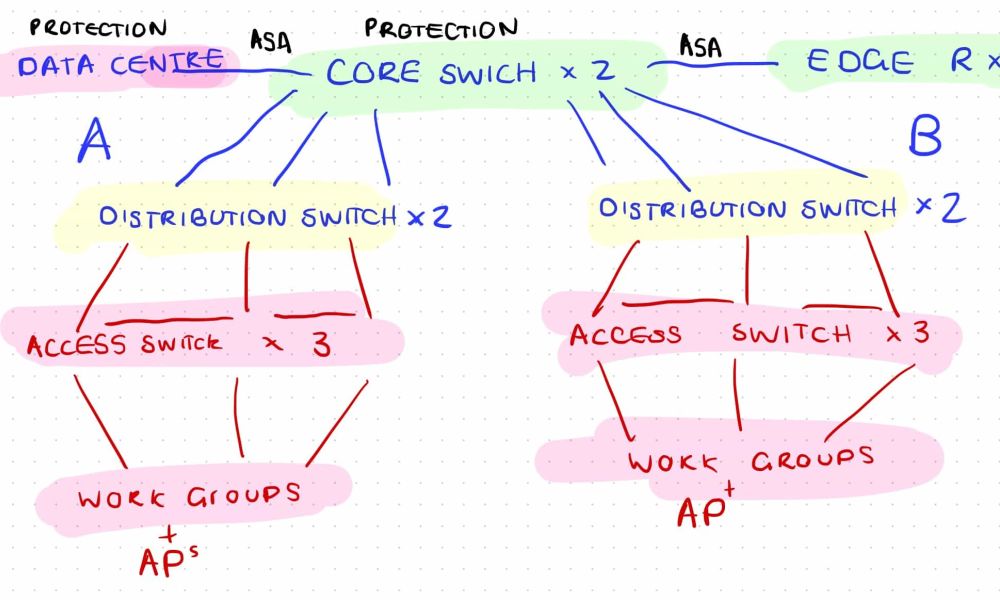 PROTECTION
PROTECTION
DATA CENTRE
ASA
CORE SWICH x 2
ASA
EDGE R x
A
B
DISTRIBUTION SWITCH x 2
DISTRIBUTION SWITCH x 2
ACCESS SWITCH x 3
ACCESS SWITCH x 3
WORK GROUPS
+
APs
WORK GROUPS
AP+